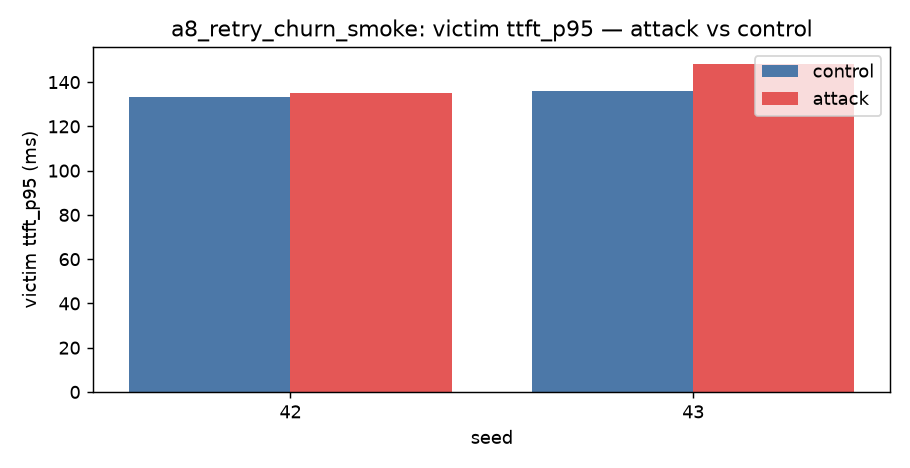 a8_retry_churn_smoke: victim ttft_p95 — attack vs control
control
attack
victim ttft_p95 (ms)
140
120
100
80
60
40
20
0
42 43
seed